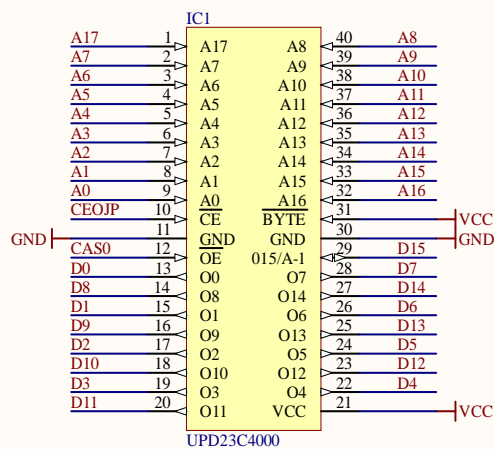 IC1
A17 1 A17 A8 40 A8
A7 2 A7 A9 39 A9
A6 3 A6 A10 38 A10
A5 4 A5 A11 37 A11
A4 5 A4 A12 36 A12
A3 6 A3 A13 35 A13
A2 7 A2 A14 34 A14
A1 8 A1 A15 33 A15
A0 9 A0 A16 32 A16
CEOJP 10 CE BYTE 31 VCC
GND 11 GND GND 30 GND
CAS0 12 OE 015/A-1 29 D15
D0 13 O0 O7 28 D7
D8 14 O8 O14 27 D14
D1 15 O1 O6 26 D6
D9 16 O9 O13 25 D13
D2 17 O2 O5 24 D5
D10 18 O10 O12 23 D12
D3 19 O3 O4 22 D4
D11 20 O11 VCC 21 VCC
UPD23C4000